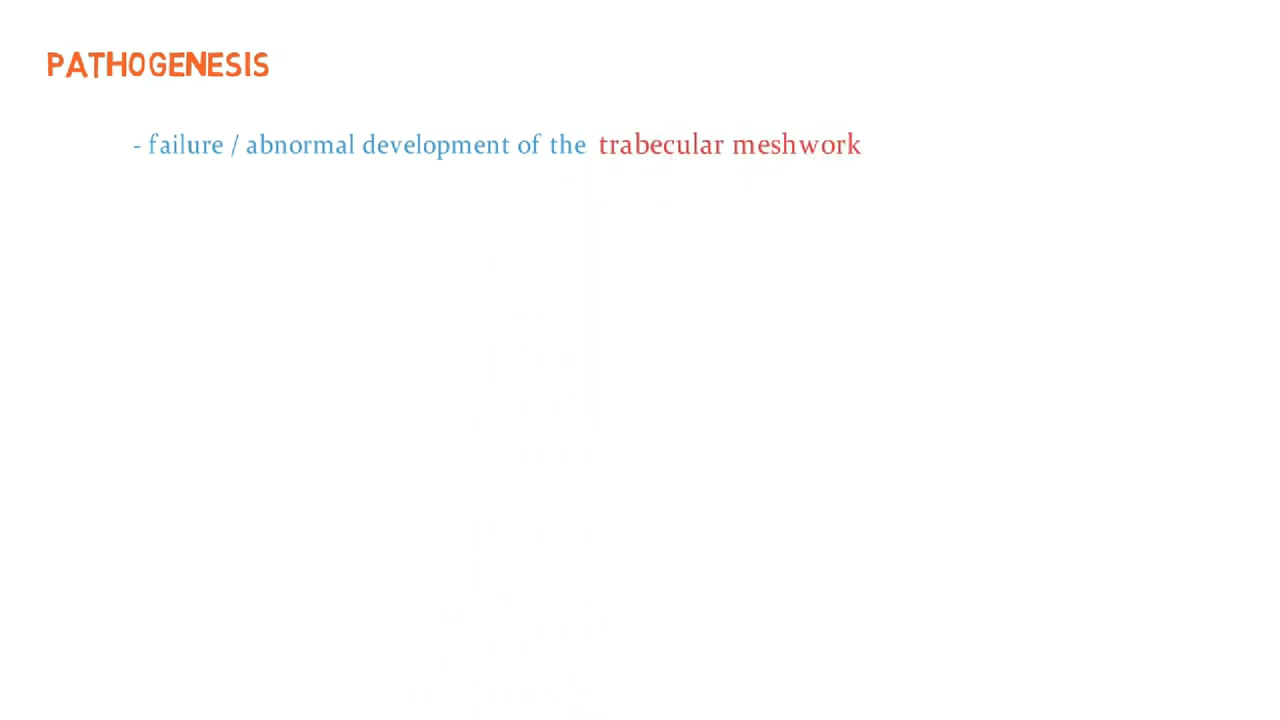 PATHOGENESIS
- failure / abnormal development of the trabecular meshwork